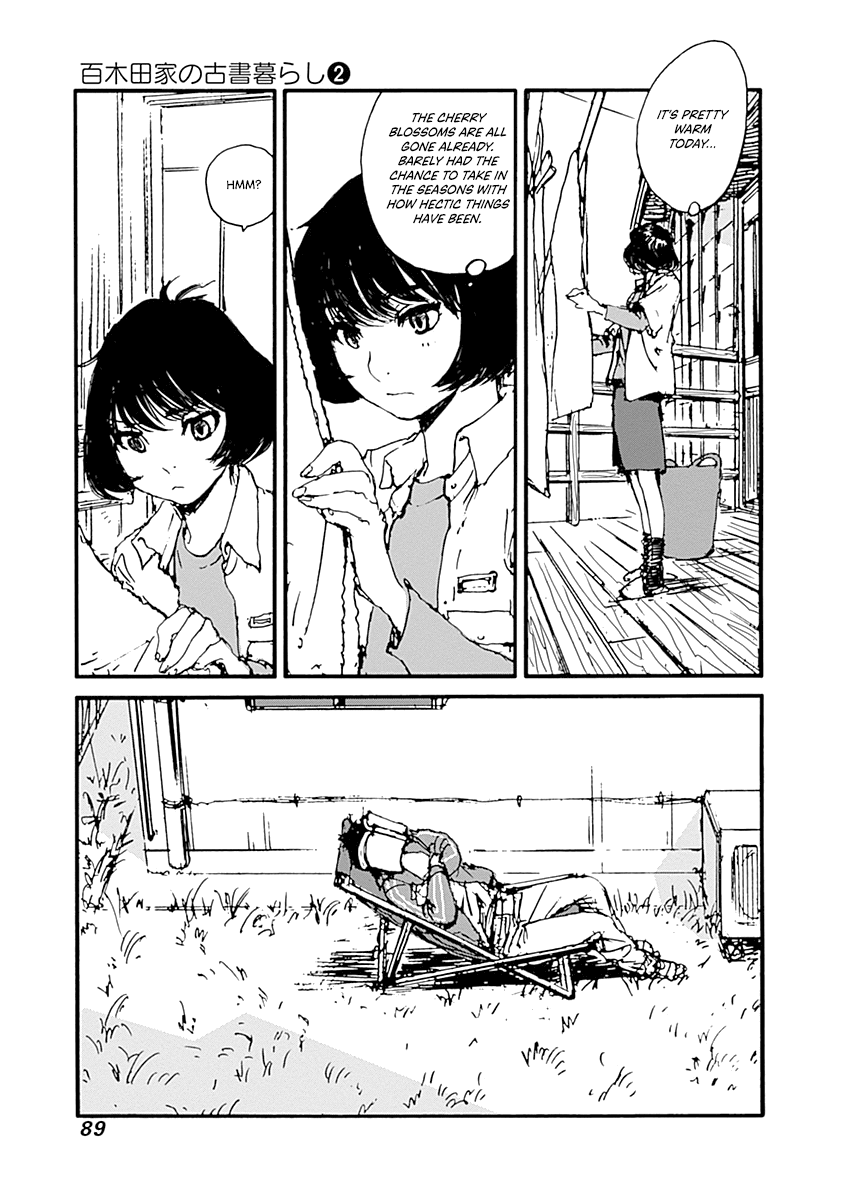 百木田家の古書暮らし❷
IT'S PRETTY
WARM
TODAY...
THE CHERRY
BLOSSOMS ARE ALL
GONE ALREADY.
BARELY HAD THE
CHANCE TO TAKE IN
THE SEASONS WITH
HOW HECTIC THINGS
HAVE BEEN.
HMM?
89